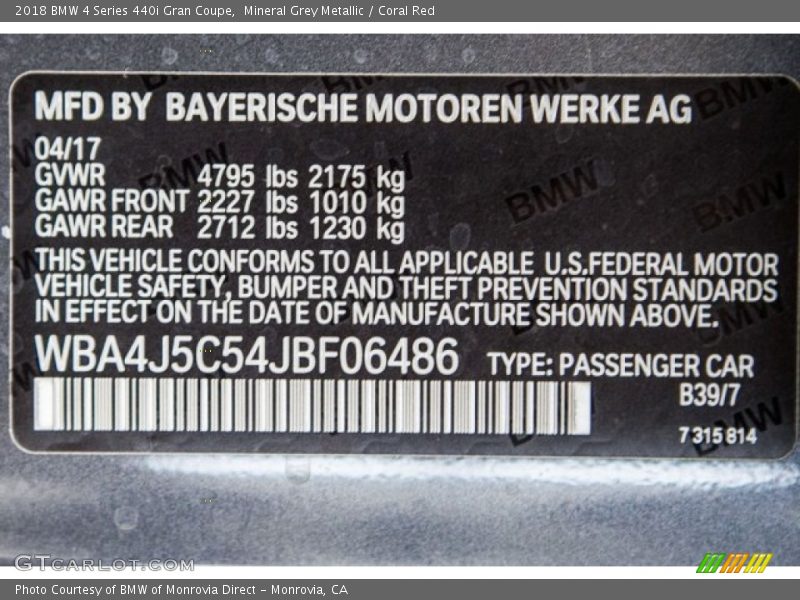 2018 BMW 4 Series 440i Gran Coupe,  Mineral Grey Metallic / Coral Red
MFD BY BAYERISCHE MOTOREN WERKE AG
04/17
GVWR 4795 lbs 2175 kg
GAWR FRONT 2227 lbs 1010 kg
GAWR REAR 2712 lbs 1230 kg
THIS VEHICLE CONFORMS TO ALL APPLICABLE U.S.FEDERAL MOTOR
VEHICLE SAFETY, BUMPER AND THEFT PREVENTION STANDARDS
IN EFFECT ON THE DATE OF MANUFACTURE SHOWN ABOVE.
WBA4J5C54JBF06486 TYPE: PASSENGER CAR
B39/7
7315814
GTcarlot.com
Photo Courtesy of BMW of Monrovia Direct - Monrovia, CA